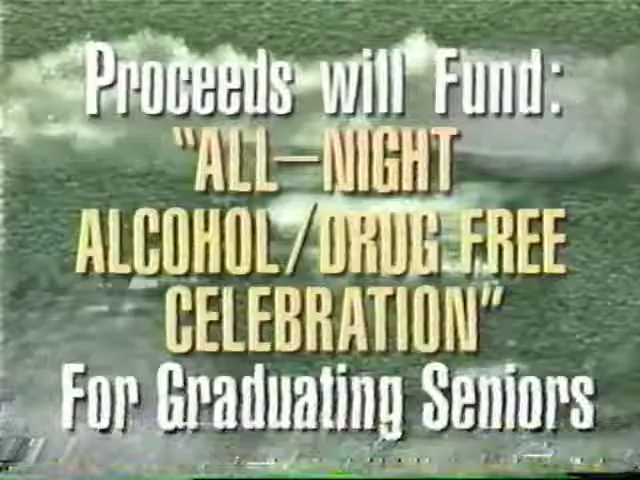 Proceeds will Fund:
"ALL-NIGHT
ALCOHOL/DRUG FREE
CELEBRATION"
For Graduating Seniors